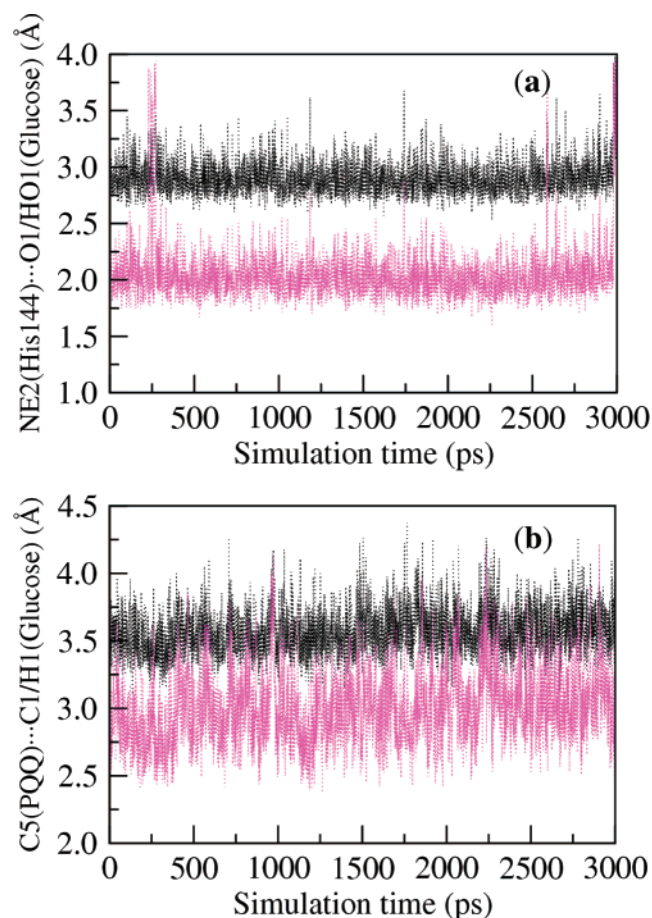 NE2(His144)···O1/HO1(Glucose) (Å)
4.0
(a)
3.5
3.0
2.5
2.0
1.5
1.0
0 500 1000 1500 2000 2500 3000
Simulation time (ps)
C5(PQQ)···C1/H1(Glucose) (Å)
4.5
(b)
4.0
3.5
3.0
2.5
2.0
0 500 1000 1500 2000 2500 3000
Simulation time (ps)